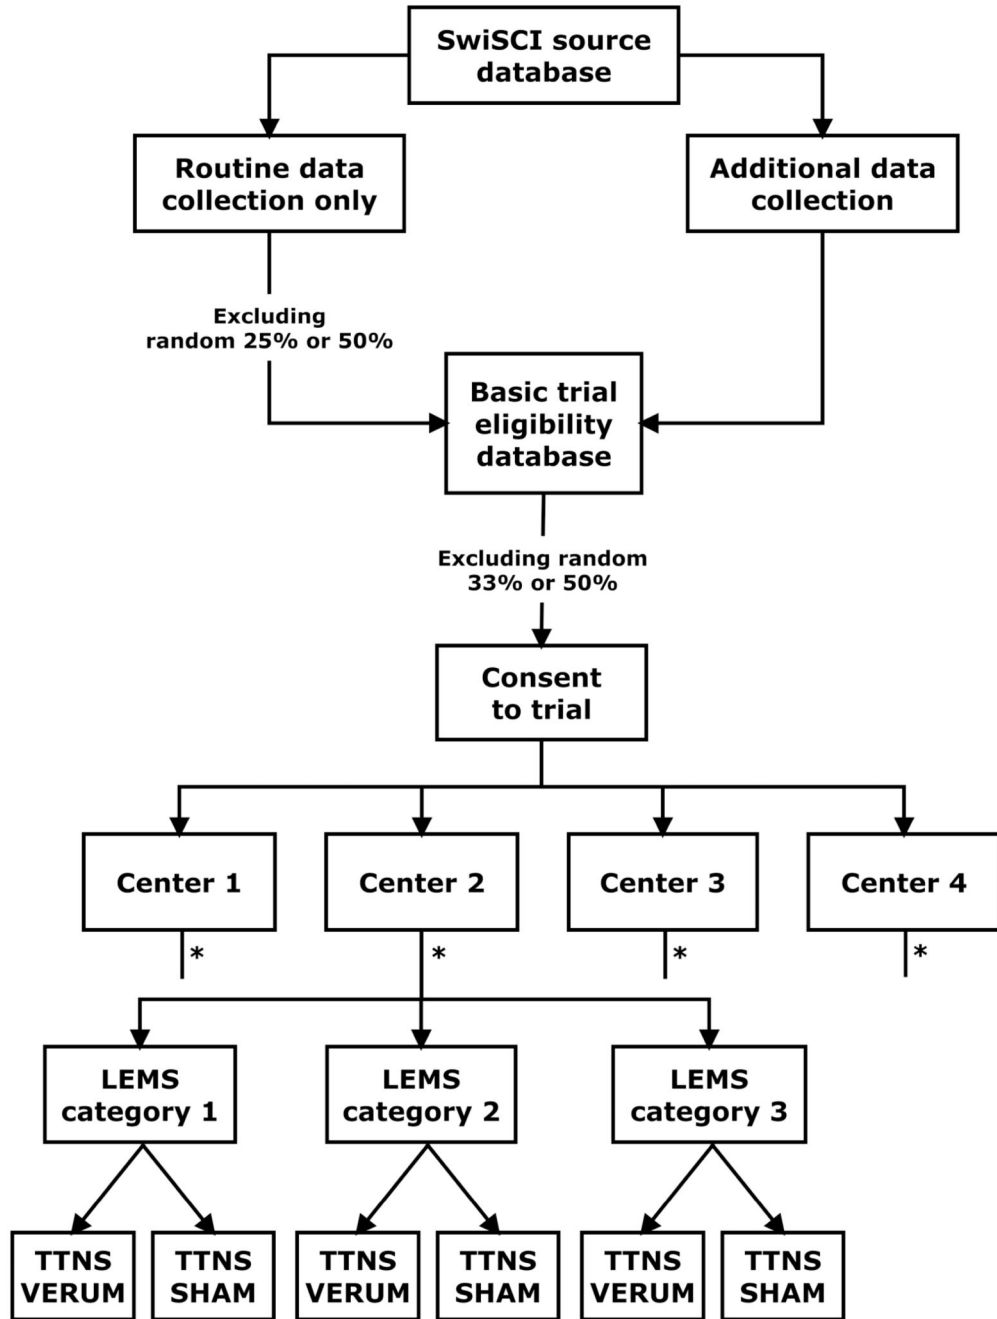 SwiSCI source
database
Routine data
collection only
Additional data
collection
Excluding
random 25% or 50%
Basic trial
eligibility
database
Excluding random
33% or 50%
Consent
to trial
Center 1
Center 2
Center 3
Center 4
*
*
*
*
LEMS
category 1
LEMS
category 2
LEMS
category 3
TTNS
VERUM
TTNS
SHAM
TTNS
VERUM
TTNS
SHAM
TTNS
VERUM
TTNS
SHAM